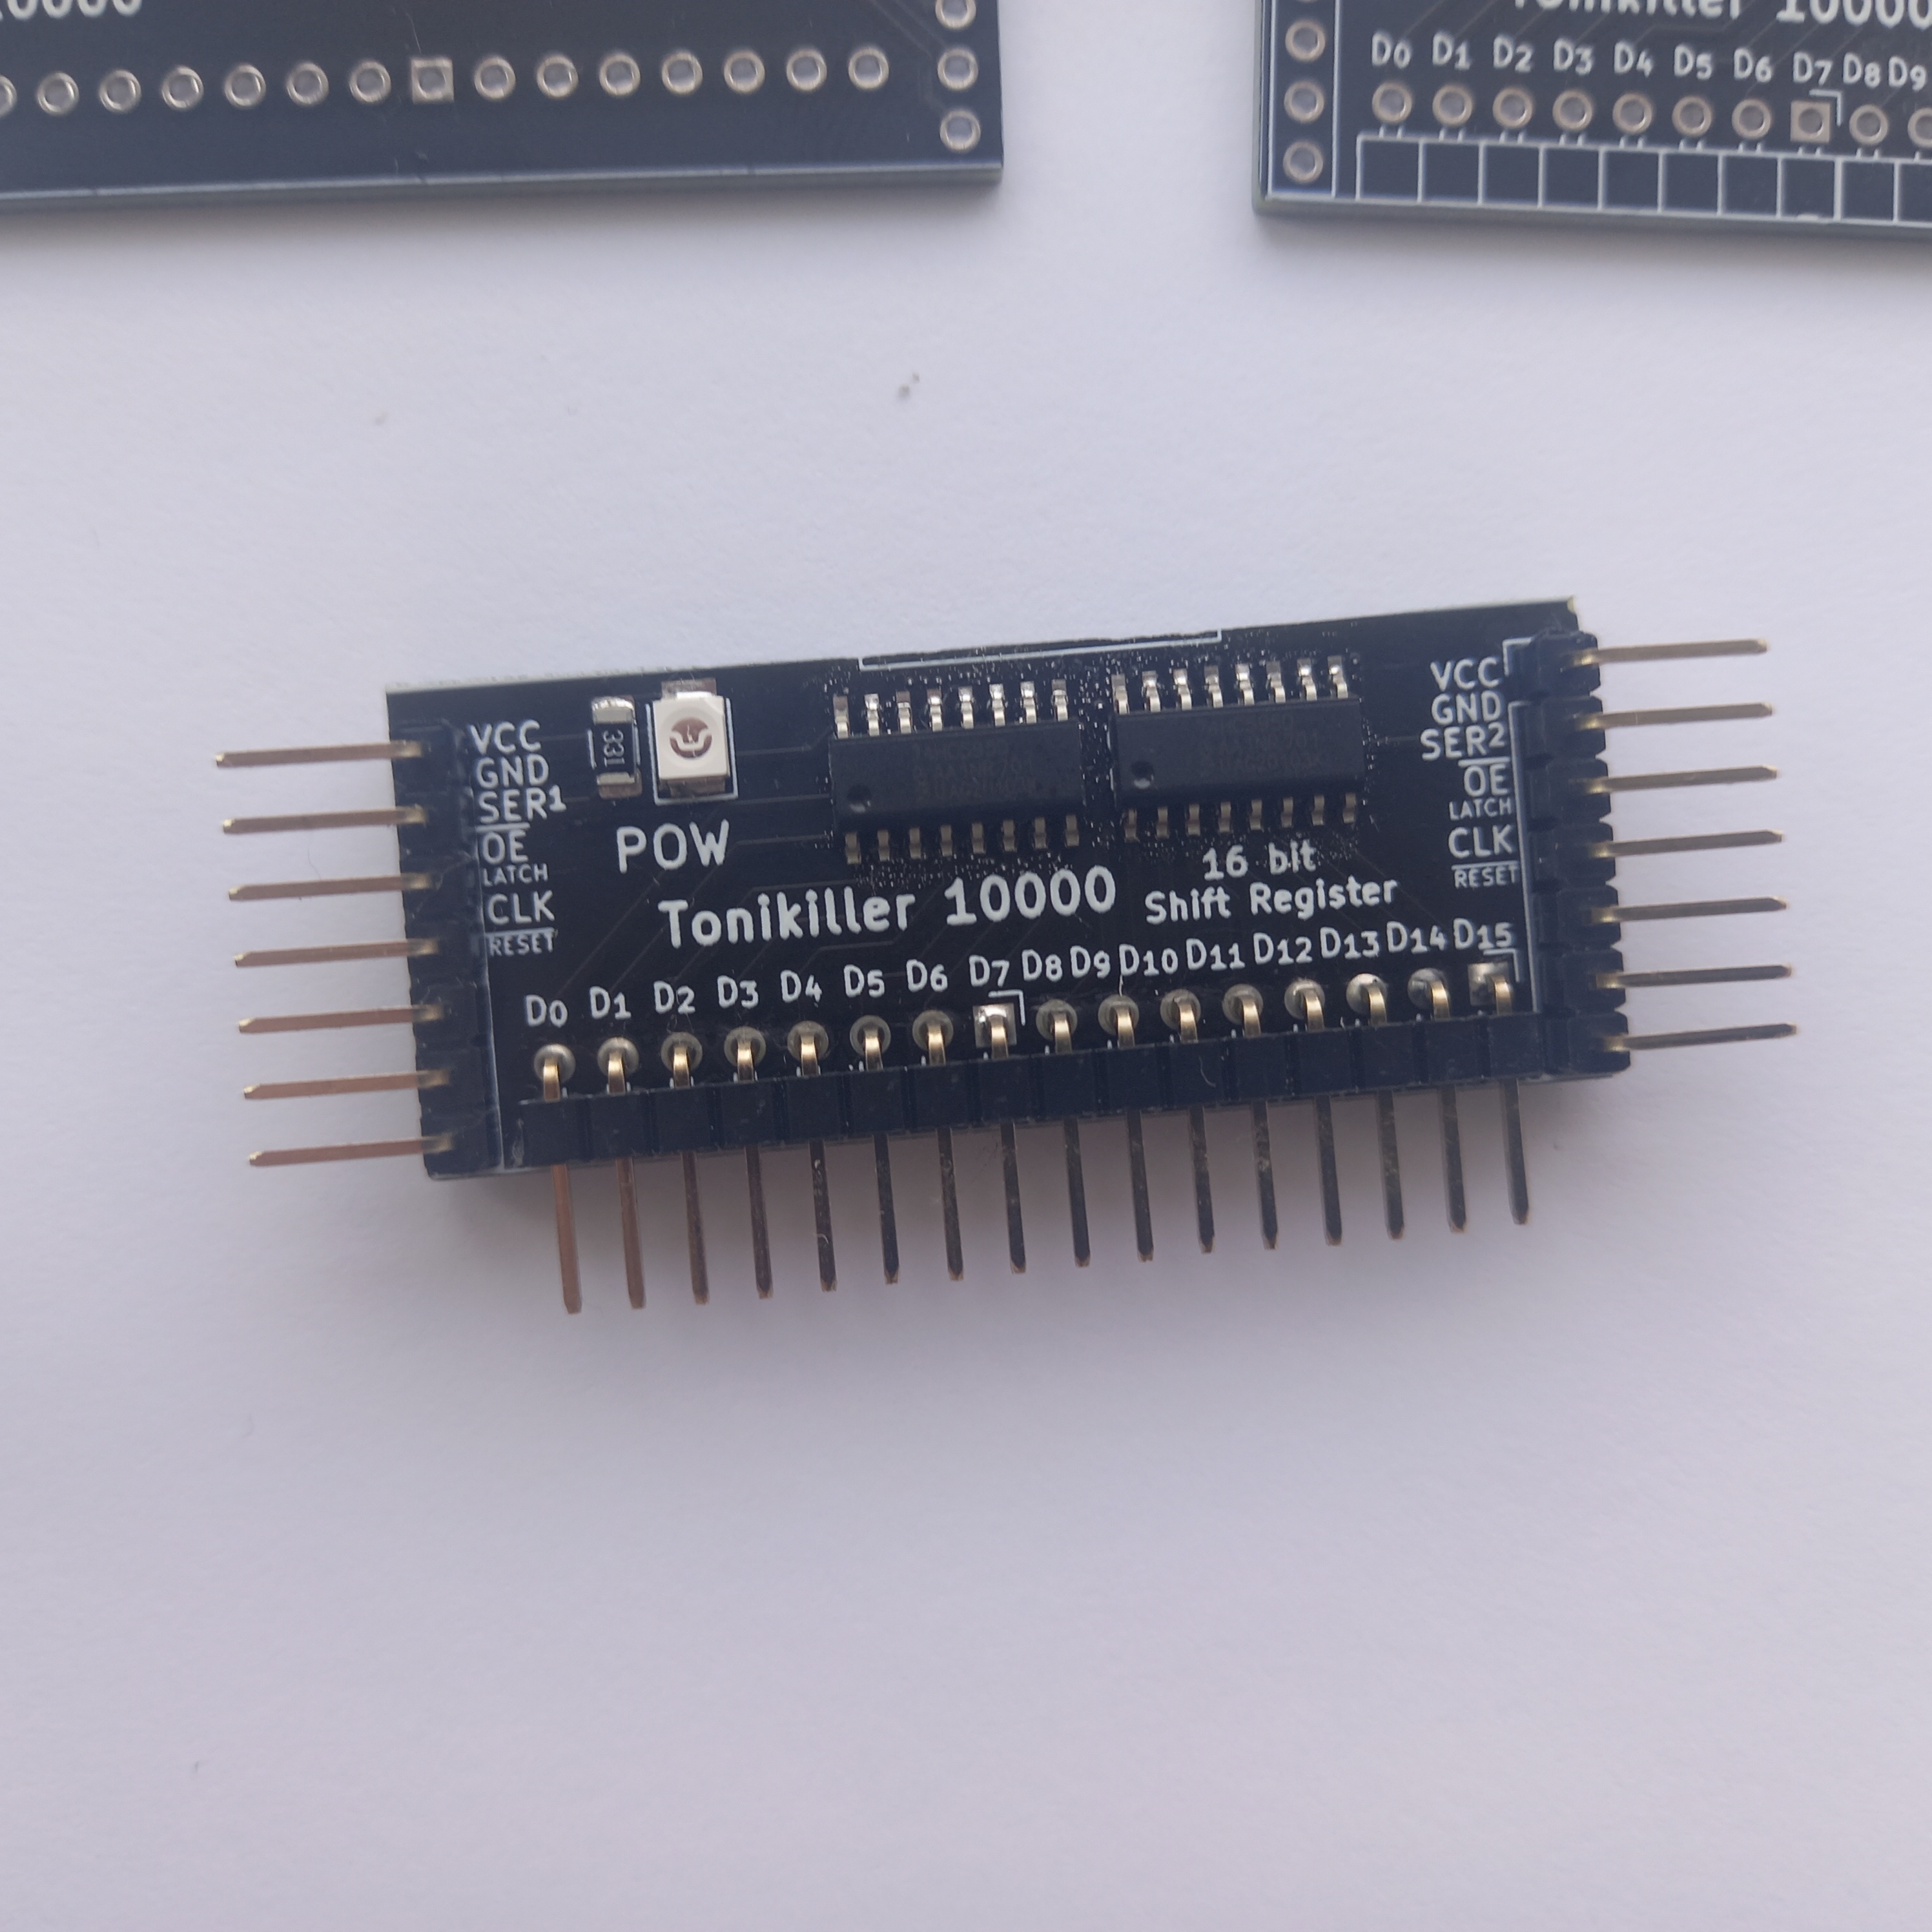 VCC
GND
SER1
OE
LATCH
CLK
RESET
331
POW
Tonikiller 10000
16 bit
Shift Register
D0 D1 D2 D3 D4 D5 D6 D7 D8 D9 D10 D11 D12 D13 D14 D15
VCC
GND
SER2
OE
LATCH
CLK
RESET
D0 D1 D2 D3 D4 D5 D6 D7 D8 D9